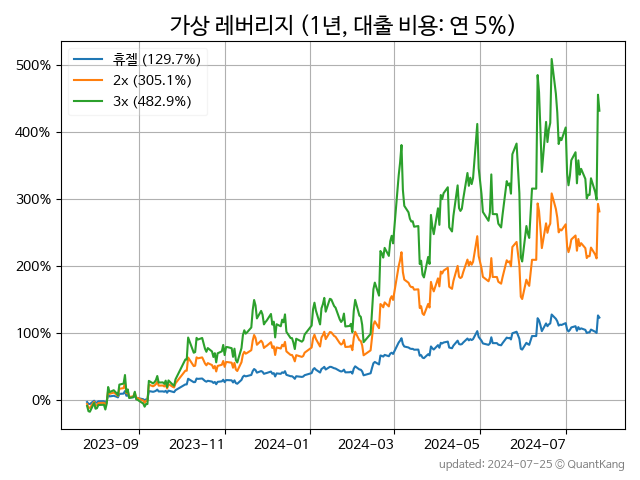 가상 레버리지 (1년, 대출 비용: 연 5%)
휴젤 (129.7%)
2x (305.1%)
3x (482.9%)
500%
400%
300%
200%
100%
0%
2023-09
2023-11
2024-01
2024-03
2024-05
2024-07
updated: 2024-07-25 © QuantKang